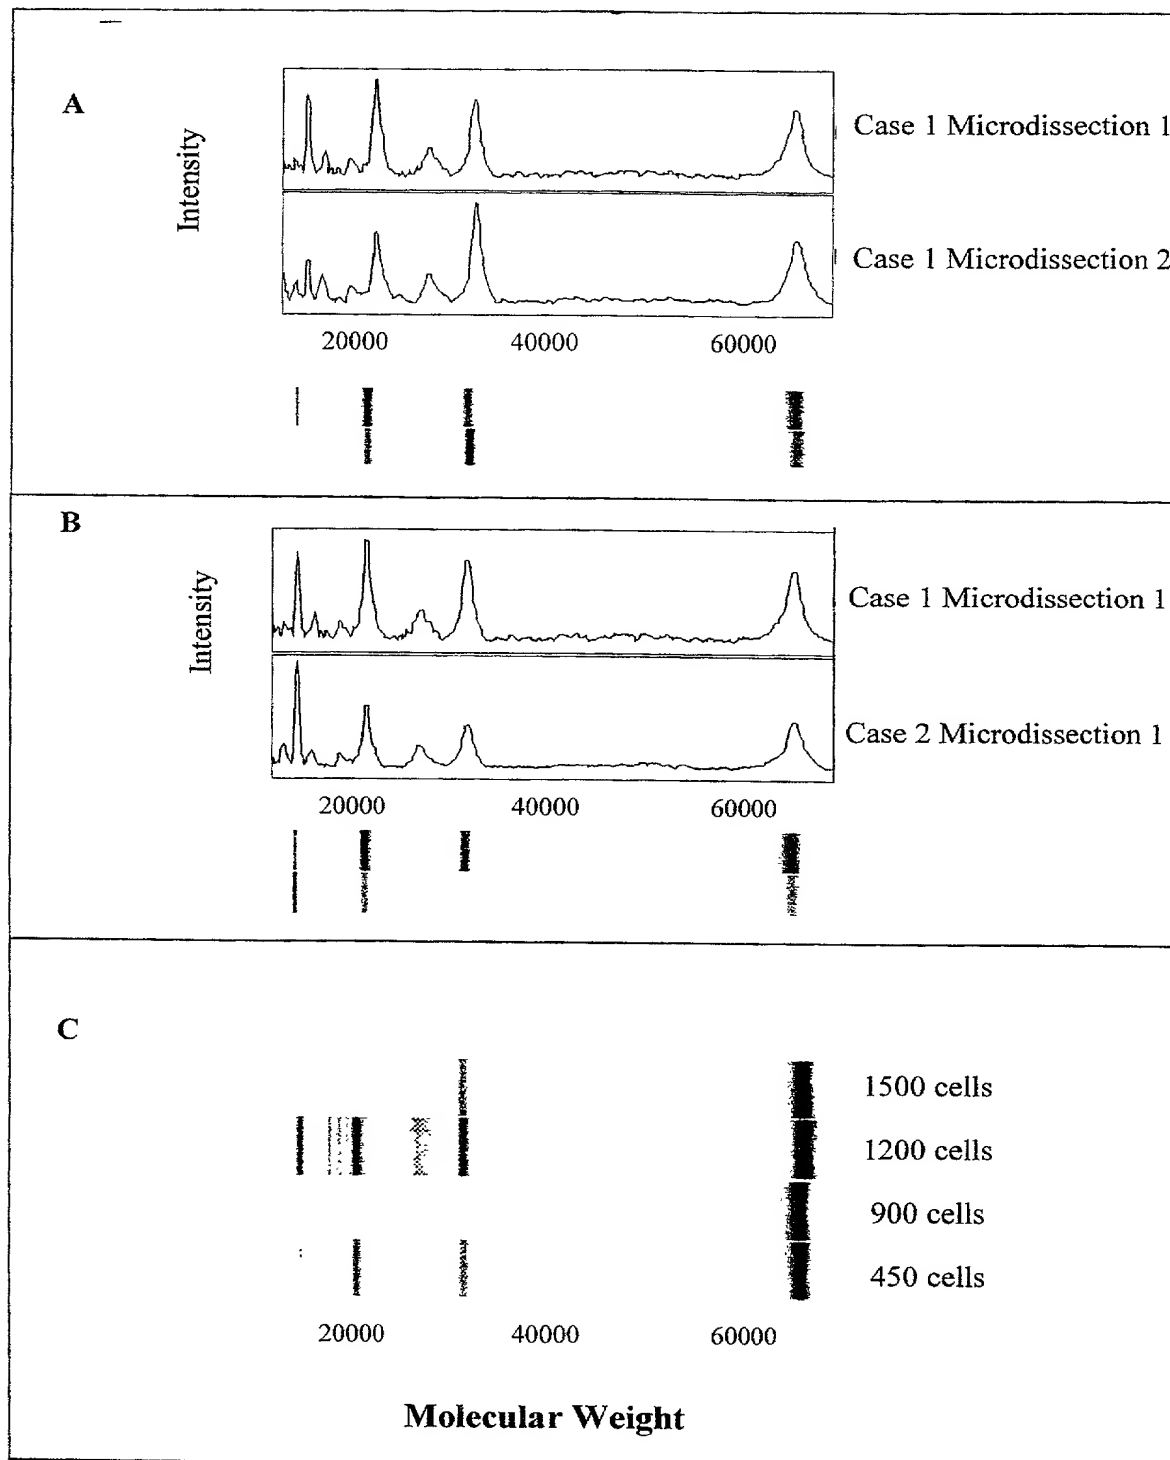 A
Intensity
Case 1 Microdissection 1
Case 1 Microdissection 2
20000 40000 60000
B
Intensity
Case 1 Microdissection 1
Case 2 Microdissection 1
20000 40000 60000
C
1500 cells
1200 cells
900 cells
450 cells
20000 40000 60000
Molecular Weight